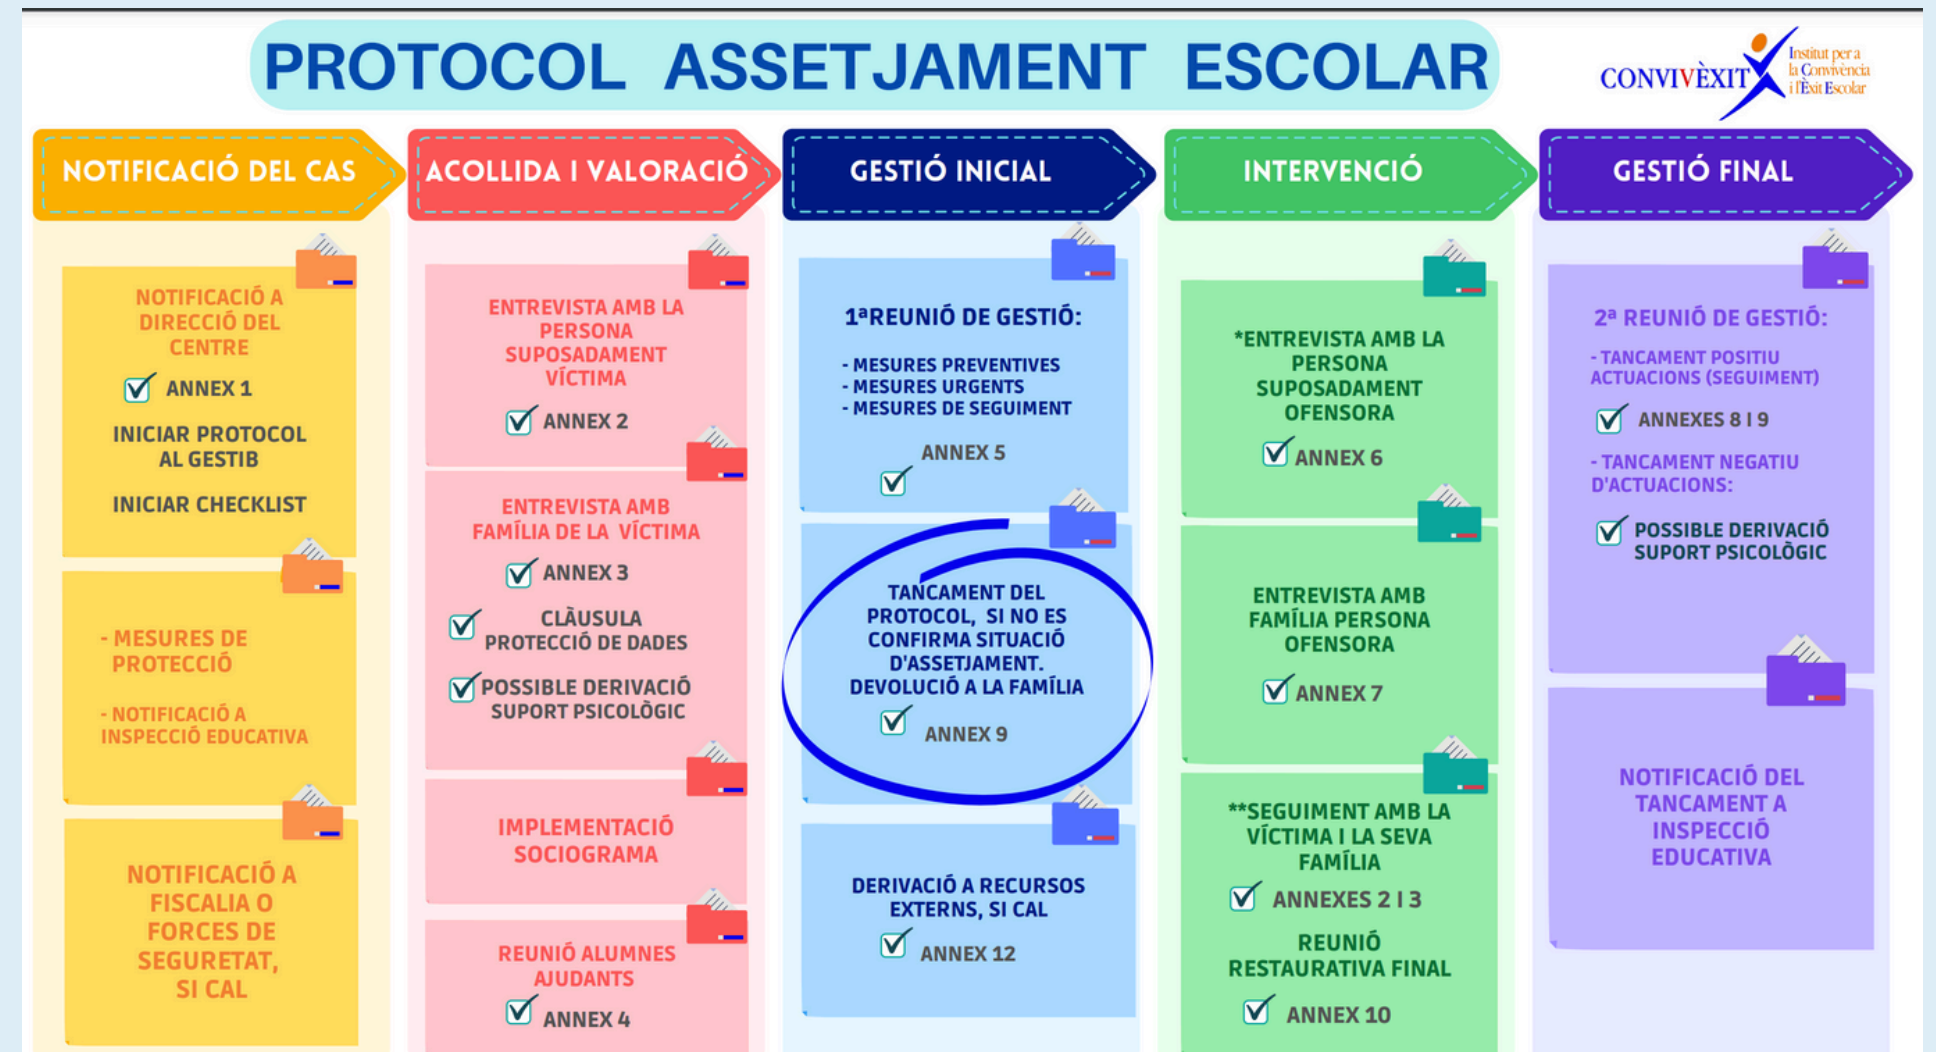 PROTOCOL ASSETJAMENT ESCOLAR
CONVIVÈXIT
Institut per a
la Convivència
i l'Èxit Escolar
NOTIFICACIÓ DEL CAS
NOTIFICACIÓ A
DIRECCIÓ DEL
CENTRE
ANNEX 1
INICIAR PROTOCOL
AL GESTIB
INICIAR CHECKLIST
- MESURES DE
PROTECCIÓ
- NOTIFICACIÓ A
INSPECCIÓ EDUCATIVA
NOTIFICACIÓ A
FISCALIA O
FORCES DE
SEGURETAT,
SI CAL
ACOLLIDA I VALORACIÓ
ENTREVISTA AMB LA
PERSONA
SUPOSADAMENT
VÍCTIMA
ANNEX 2
ENTREVISTA AMB
FAMÍLIA DE LA VÍCTIMA
ANNEX 3
CLÀUSULA
PROTECCIÓ DE DADES
POSSIBLE DERIVACIÓ
SUPORT PSICOLÒGIC
IMPLEMENTACIÓ
SOCIOGRAMA
REUNIÓ ALUMNES
AJUDANTS
ANNEX 4
GESTIÓ INICIAL
1ªREUNIÓ DE GESTIÓ:
- MESURES PREVENTIVES
- MESURES URGENTS
- MESURES DE SEGUIMENT
ANNEX 5
TANCAMENT DEL
PROTOCOL, SI NO ES
CONFIRMA SITUACIÓ
D'ASSETJAMENT.
DEVOLUCIÓ A LA FAMÍLIA
ANNEX 9
DERIVACIÓ A RECURSOS
EXTERNS, SI CAL
ANNEX 12
INTERVENCIÓ
*ENTREVISTA AMB LA
PERSONA
SUPOSADAMENT
OFENSORA
ANNEX 6
ENTREVISTA AMB
FAMÍLIA PERSONA
OFENSORA
ANNEX 7
**SEGUIMENT AMB LA
VÍCTIMA I LA SEVA
FAMÍLIA
ANNEXES 2 I 3
REUNIÓ
RESTAURATIVA FINAL
ANNEX 10
GESTIÓ FINAL
2ª REUNIÓ DE GESTIÓ:
- TANCAMENT POSITIU
ACTUACIONS (SEGUIMENT)
ANNEXES 8 I 9
- TANCAMENT NEGATIU
D'ACTUACIONS:
POSSIBLE DERIVACIÓ
SUPORT PSICOLÒGIC
NOTIFICACIÓ DEL
TANCAMENT A
INSPECCIÓ
EDUCATIVA